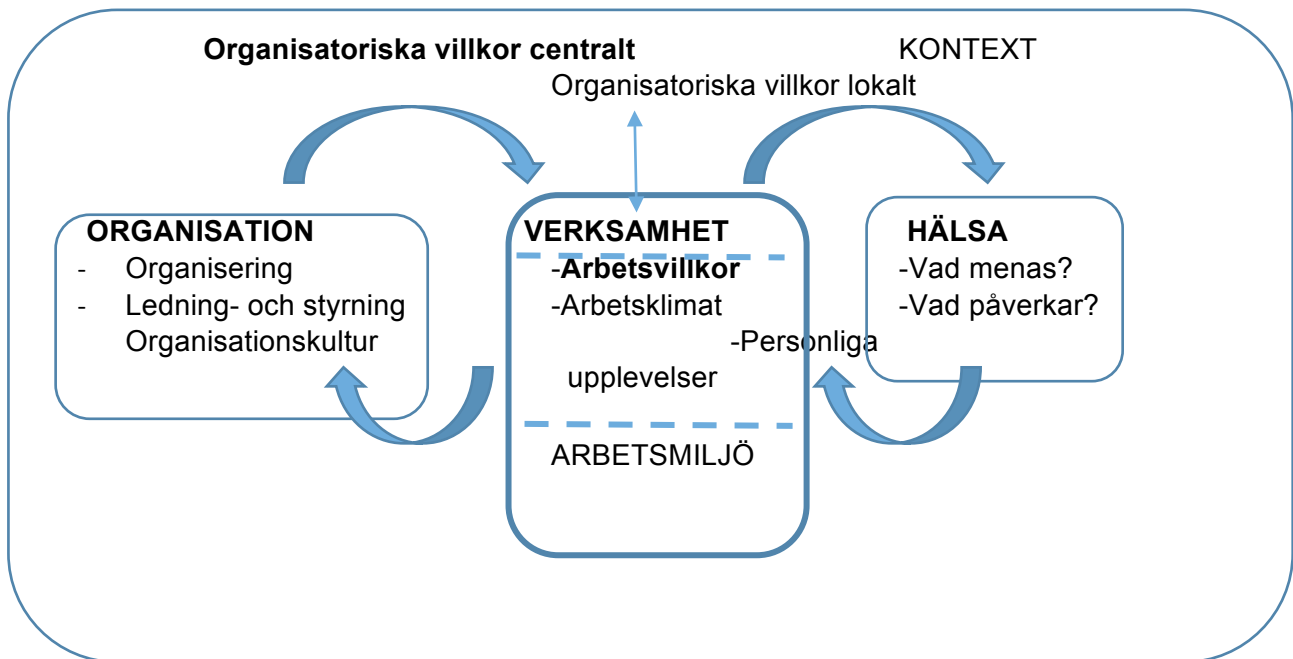 Organisatoriska villkor centralt
KONTEXT
Organisatoriska villkor lokalt
ORGANISATION
- Organisering
- Ledning- och styrning
Organisationskultur
VERKSAMHET
-Arbetsvillkor
-Arbetsklimat
-Personliga
upplevelser
ARBETSMILJÖ
HÄLSA
-Vad menas?
-Vad påverkar?